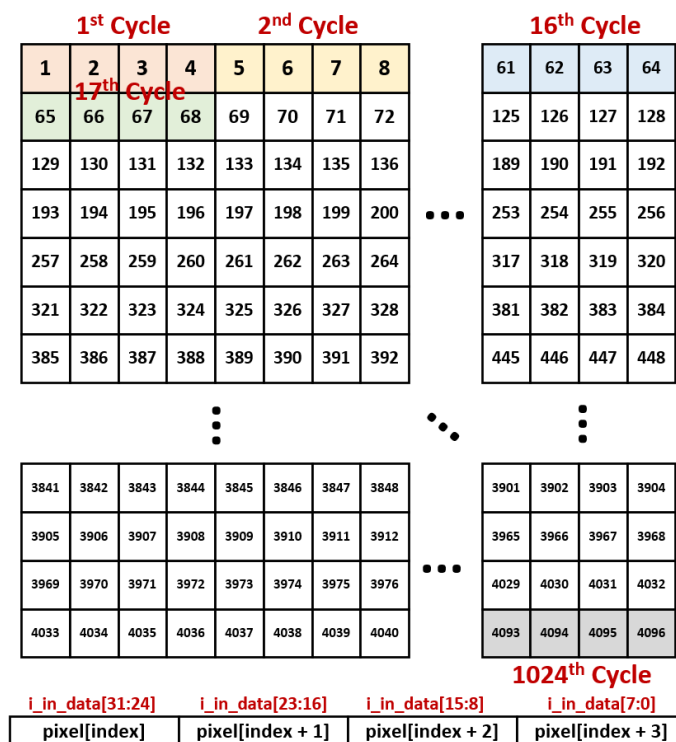 1st Cycle 2nd Cycle 16th Cycle
1 2 3 4 5 6 7 8 61 62 63 64
17th Cycle
65 66 67 68 69 70 71 72 125 126 127 128
129 130 131 132 133 134 135 136 189 190 191 192
193 194 195 196 197 198 199 200 ... 253 254 255 256
257 258 259 260 261 262 263 264 317 318 319 320
321 322 323 324 325 326 327 328 381 382 383 384
385 386 387 388 389 390 391 392 445 446 447 448
3841 3842 3843 3844 3845 3846 3847 3848 3901 3902 3903 3904
3905 3906 3907 3908 3909 3910 3911 3912 3965 3966 3967 3968
3969 3970 3971 3972 3973 3974 3975 3976 ... 4029 4030 4031 4032
4033 4034 4035 4036 4037 4038 4039 4040 4093 4094 4095 4096
1024th Cycle
i_in_data[31:24] i_in_data[23:16] i_in_data[15:8] i_in_data[7:0]
pixel[index] pixel[index + 1] pixel[index + 2] pixel[index + 3]